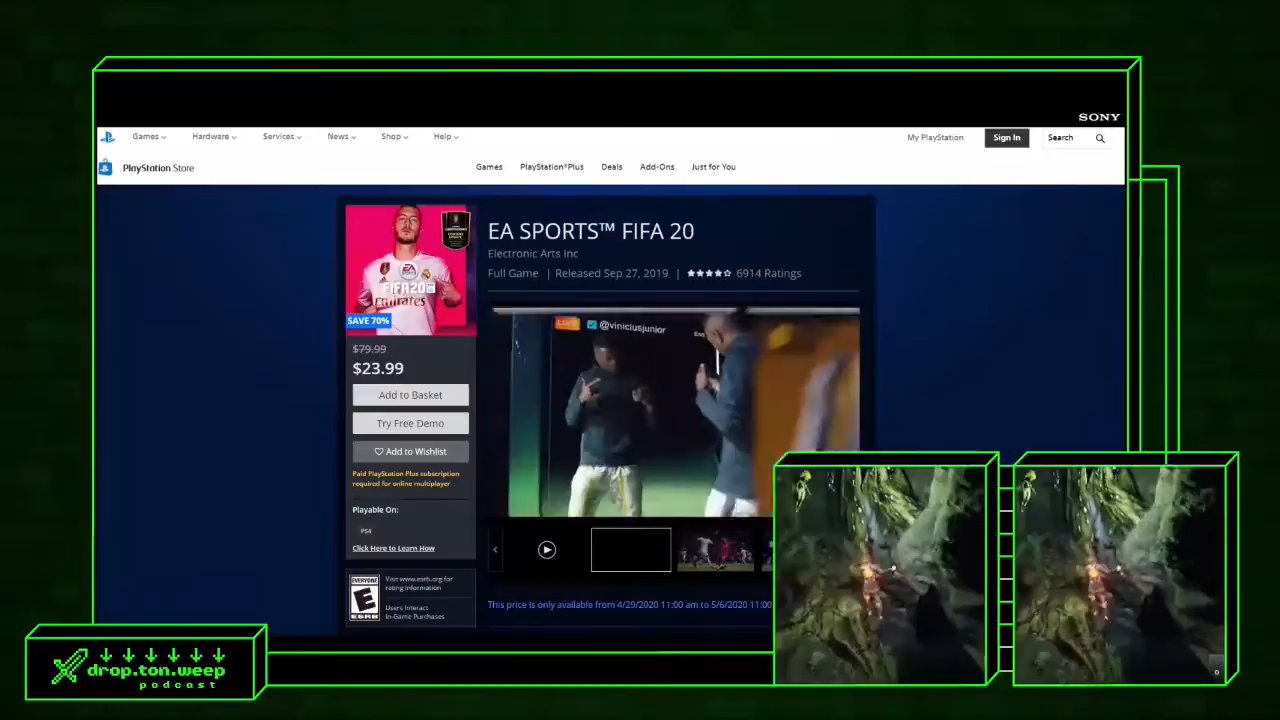 SONY
Games
Hardware
Services
News
Shop
Help
My PlayStation
Sign In
Search
PlayStation Store
Games
PlayStation®Plus
Deals
Add-Ons
Just for You
EA SPORTS
FIFA20
Emirates
SAVE 70%
$79.99
$23.99
Add to Basket
Try Free Demo
Add to Wishlist
Paid PlayStation Plus subscription
required for online multiplayer
Playable On:
PS4
Click Here to Learn How
EVERYONE
E
ESRB
Visit www.esrb.org for
rating information
Users Interact
In-Game Purchases
EA SPORTS™ FIFA 20
Electronic Arts Inc
Full Game | Released Sep 27, 2019 | 6914 Ratings
LIVE @viniciusjunior
This price is only available from 4/29/2020 11:00 am to 5/6/2020 11:00
drop.ton.weep
podcast